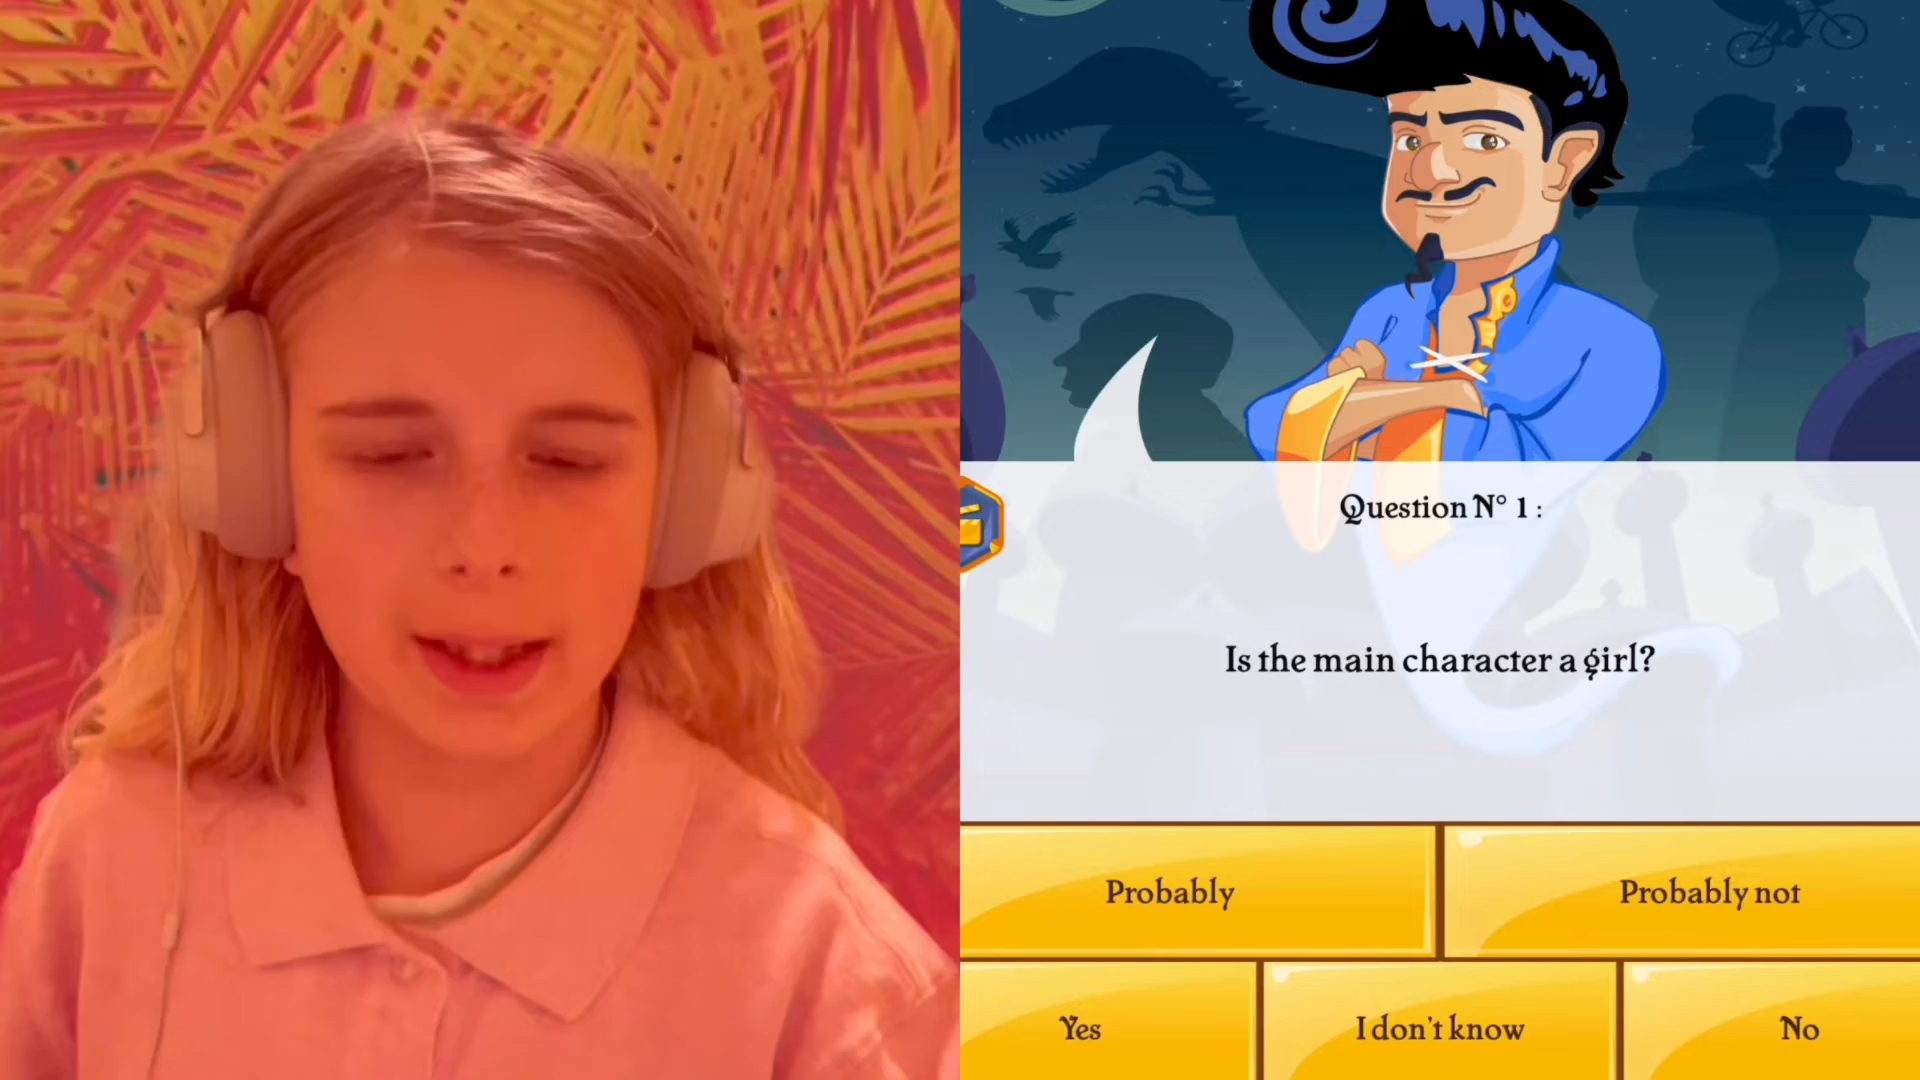 Question N° 1 :
Is the main character a girl?
Probably
Probably not
Yes
I don't know
No